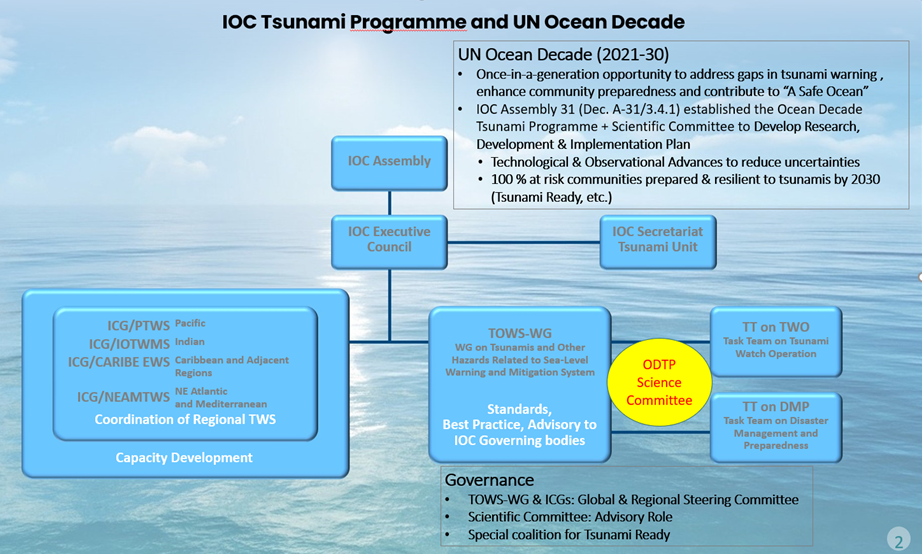 IOC Tsunami Programme and UN Ocean Decade
UN Ocean Decade (2021-30)
• Once-in-a-generation opportunity to address gaps in tsunami warning ,
enhance community preparedness and contribute to “A Safe Ocean”
• IOC Assembly 31 (Dec. A-31/3.4.1) established the Ocean Decade
Tsunami Programme + Scientific Committee to Develop Research,
Development & Implementation Plan
• Technological & Observational Advances to reduce uncertainties
• 100 % at risk communities prepared & resilient to tsunamis by 2030
(Tsunami Ready, etc.)
IOC Assembly
IOC Executive
Council
IOC Secretariat
Tsunami Unit
ICG/PTWS Pacific
ICG/IOTWMS Indian
ICG/CARIBE EWS Caribbean and Adjacent
Regions
ICG/NEAMTWS NE Atlantic
and Mediterranean
Coordination of Regional TWS
Capacity Development
TOWS-WG
WG on Tsunamis and Other
Hazards Related to Sea-Level
Warning and Mitigation System
Standards,
Best Practice, Advisory to
IOC Governing bodies
ODTP
Science
Committee
TT on TWO
Task Team on Tsunami
Watch Operation
TT on DMP
Task Team on Disaster
Management and
Preparedness
Governance
• TOWS-WG & ICGs: Global & Regional Steering Committee
• Scientific Committee: Advisory Role
• Special coalition for Tsunami Ready
2